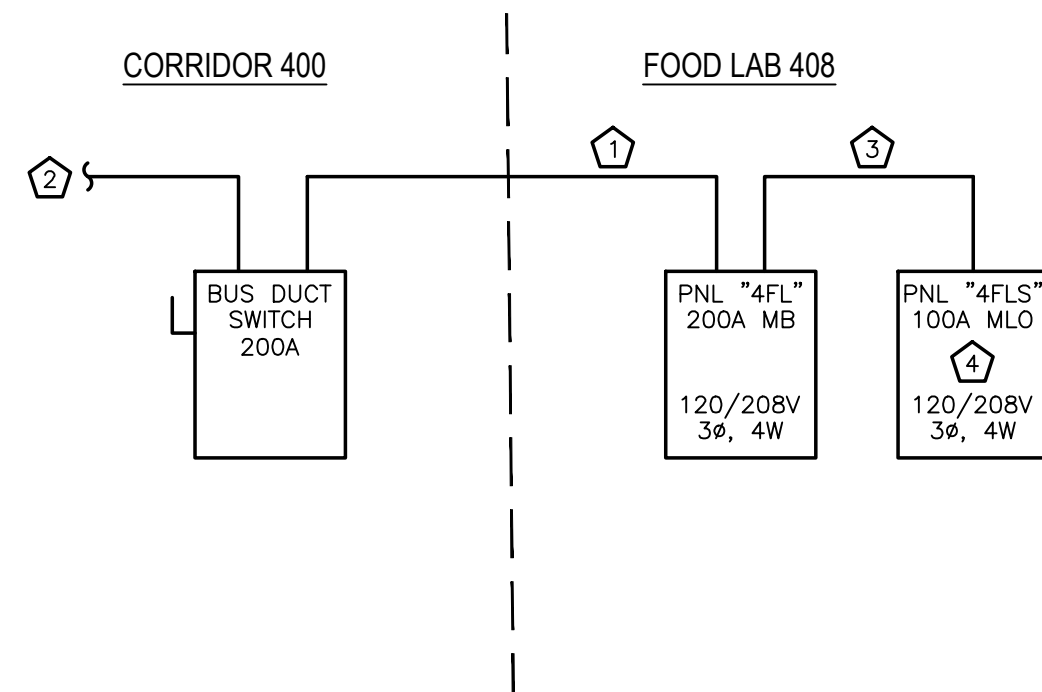 CORRIDOR 400
FOOD LAB 408
2
1
3
BUS DUCT
SWITCH
200A
PNL "4FL"
200A MB
120/208V
3ø, 4W
PNL "4FLS"
100A MLO
4
120/208V
3ø, 4W